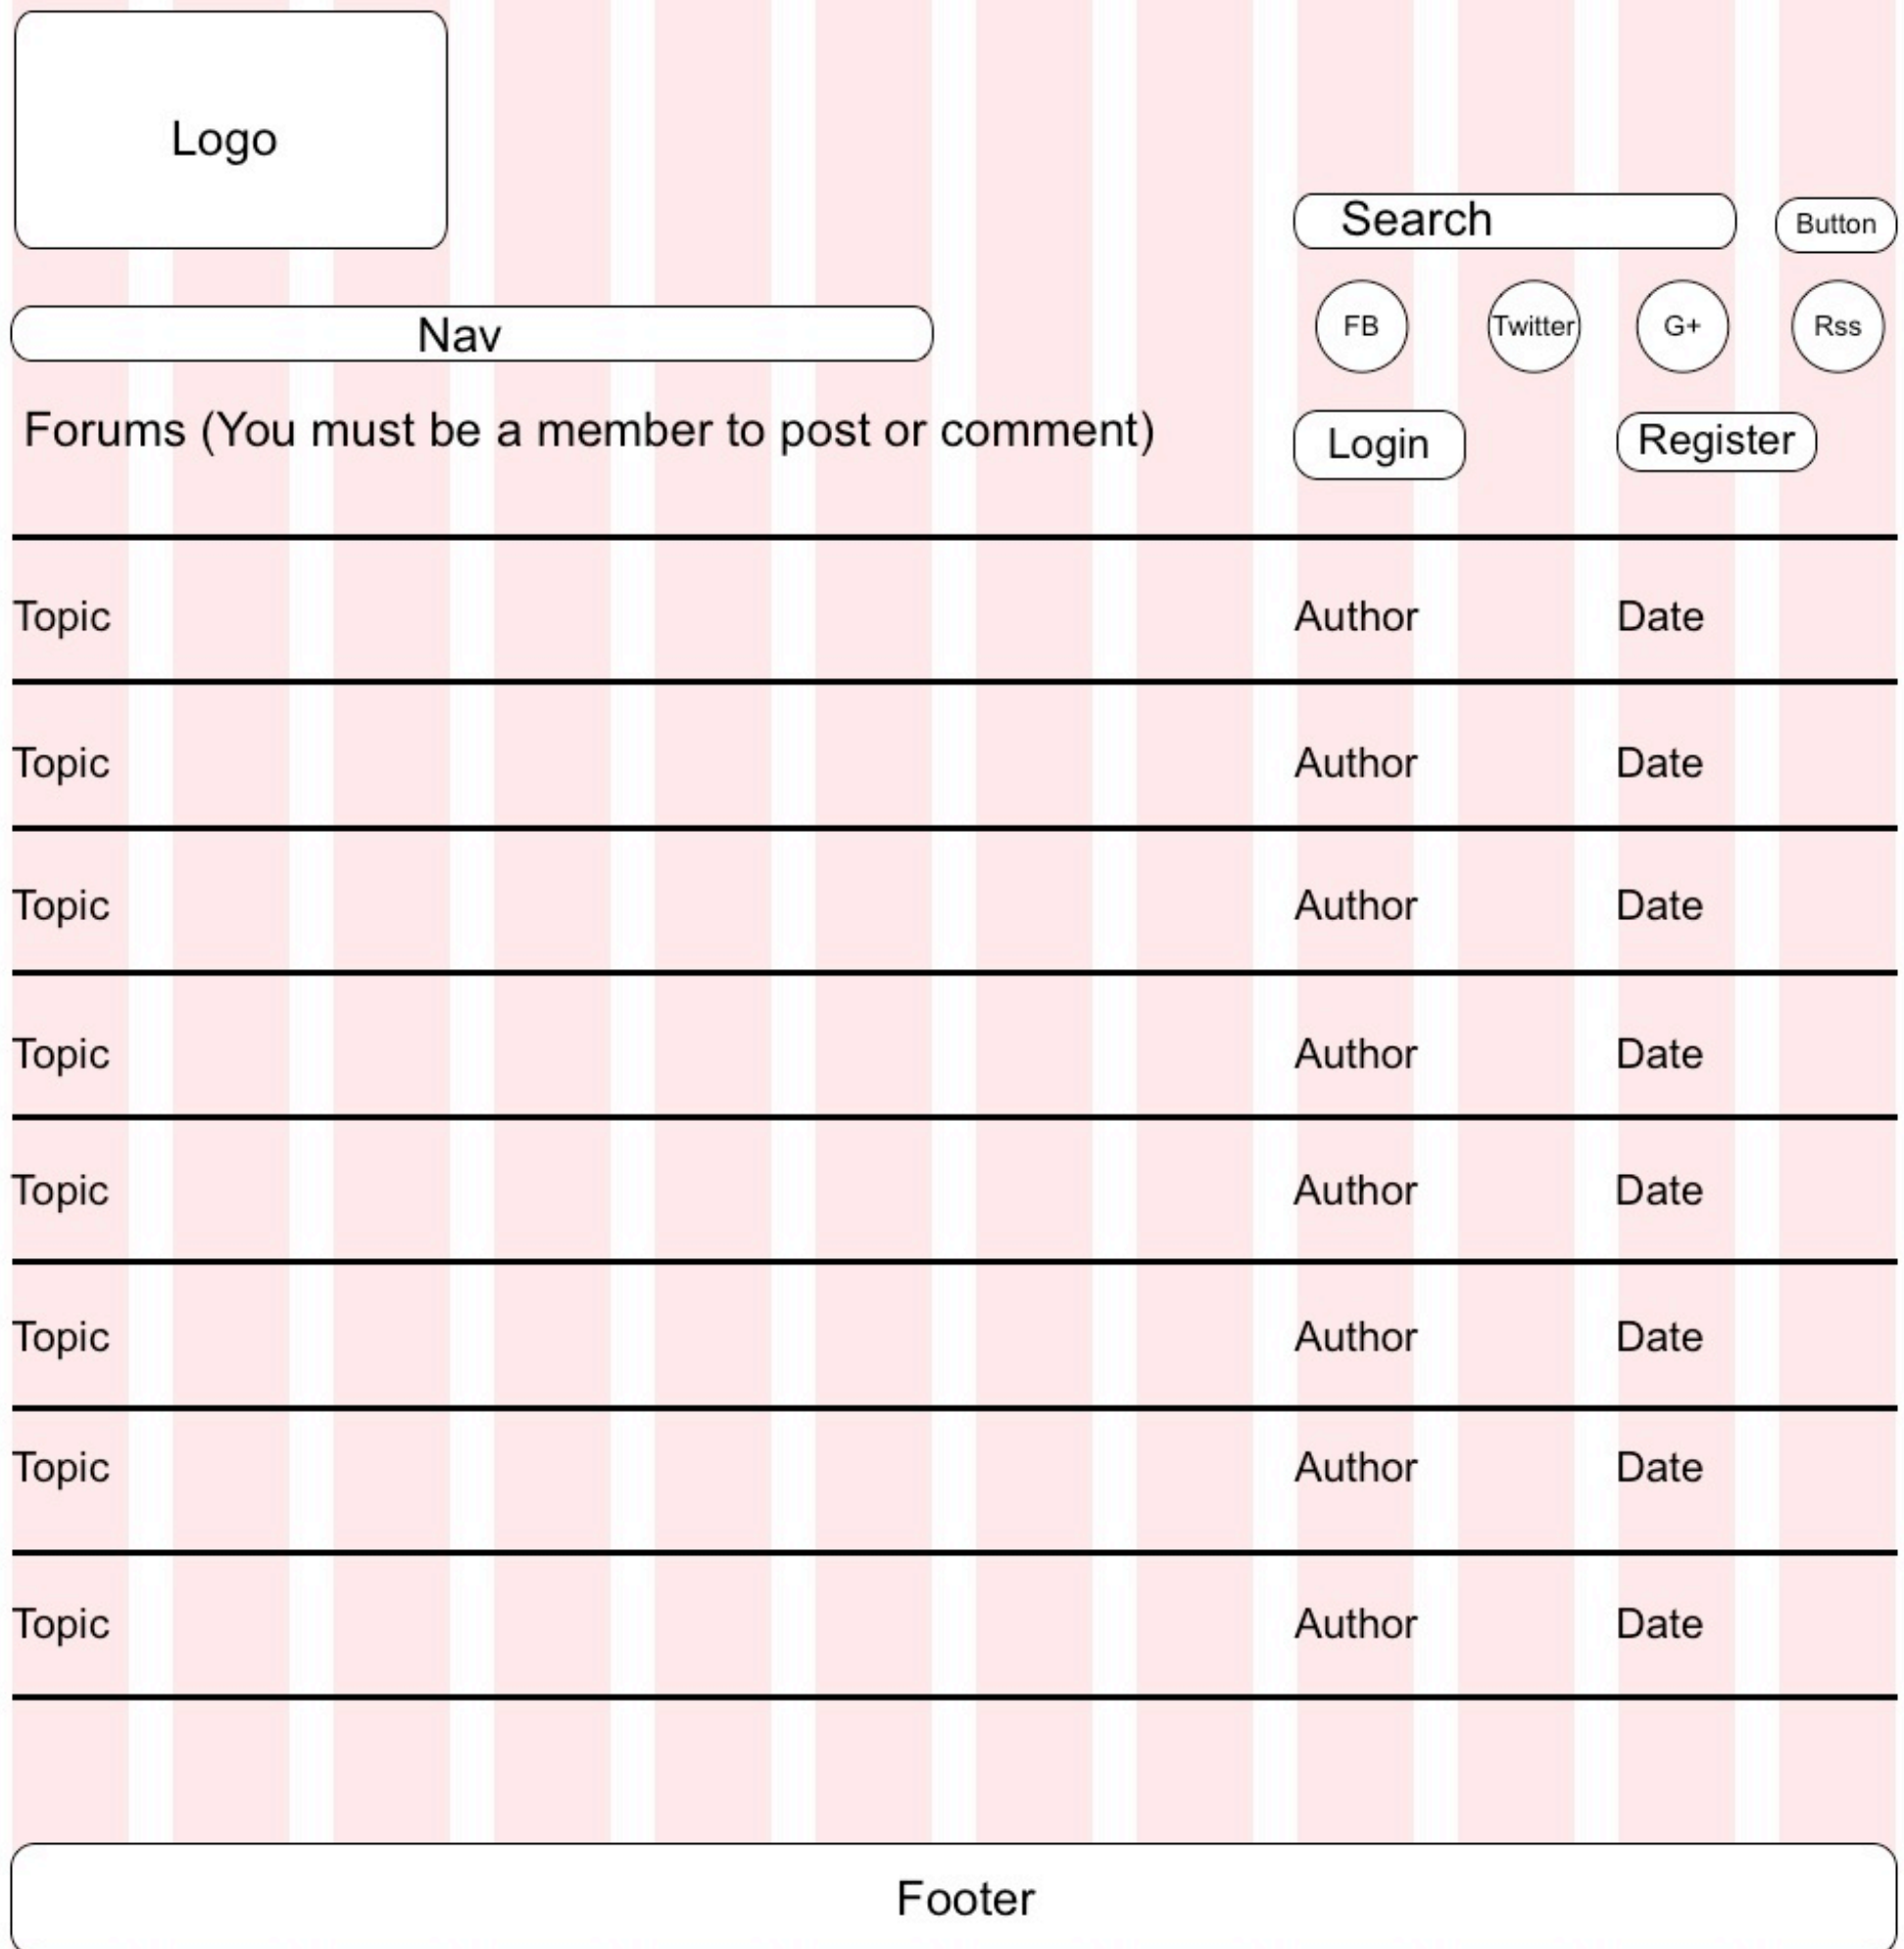 Logo
Search
Button
Nav
FB
Twitter
G+
Rss
Forums (You must be a member to post or comment)
Login
Register
Topic Author Date
Topic Author Date
Topic Author Date
Topic Author Date
Topic Author Date
Topic Author Date
Topic Author Date
Topic Author Date
Footer